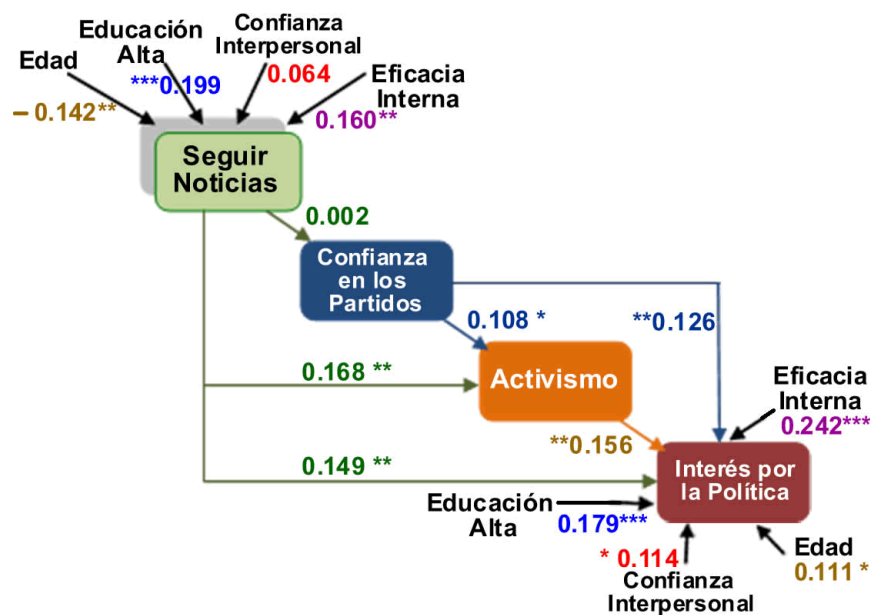 Edad
– 0.142**
Educación
Alta
***0.199
Confianza
Interpersonal
0.064
Eficacia
Interna
0.160**
Seguir
Noticias
0.002
Confianza
en los
Partidos
0.108 *
**0.126
0.168 **
Activismo
**0.156
0.149 **
Eficacia
Interna
0.242***
Interés por
la Política
Educación
Alta
0.179***
* 0.114
Confianza
Interpersonal
Edad
0.111 *